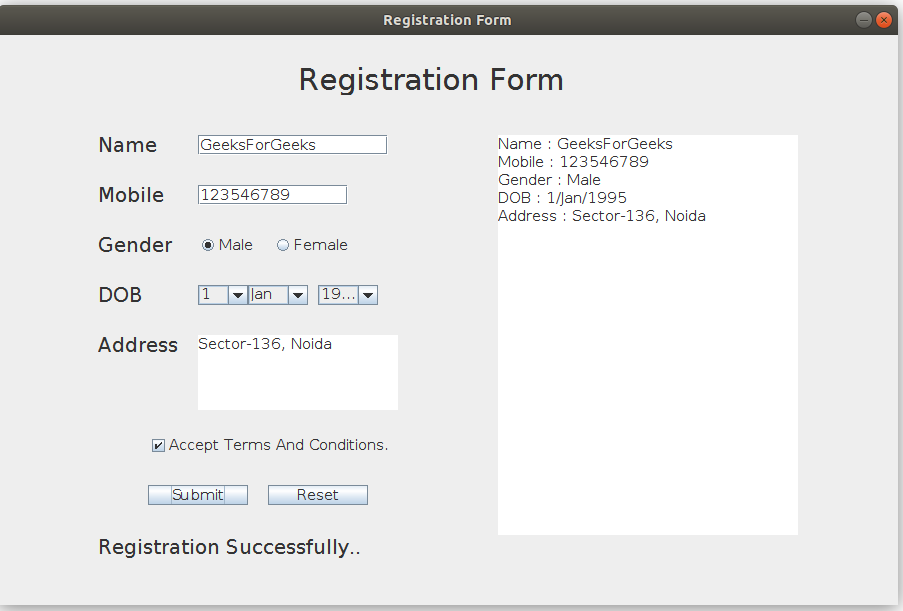 Registration Form
Registration Form
Name GeeksForGeeks
Mobile 123546789
Gender Male Female
DOB 1 Jan 19...
Address Sector-136, Noida
Accept Terms And Conditions.
Submit Reset
Registration Successfully..
Name : GeeksForGeeks
Mobile : 123546789
Gender : Male
DOB : 1/Jan/1995
Address : Sector-136, Noida